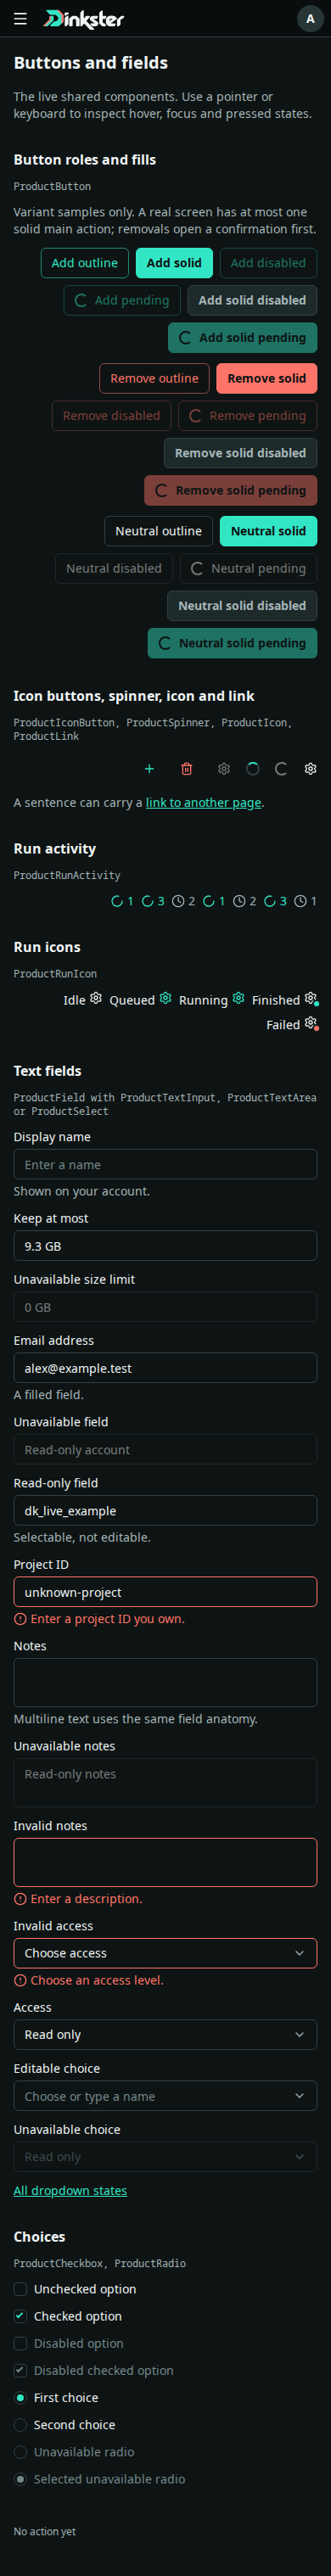 Dinkster
A
Buttons and fields
The live shared components. Use a pointer or
keyboard to inspect hover, focus and pressed states.
Button roles and fills
ProductButton
Variant samples only. A real screen has at most one
solid main action; removals open a confirmation first.
Add outline Add solid Add disabled
Add pending Add solid disabled
Add solid pending
Remove outline Remove solid
Remove disabled Remove pending
Remove solid disabled
Remove solid pending
Neutral outline Neutral solid
Neutral disabled Neutral pending
Neutral solid disabled
Neutral solid pending
Icon buttons, spinner, icon and link
ProductIconButton, ProductSpinner, ProductIcon,
ProductLink
A sentence can carry a link to another page.
Run activity
ProductRunActivity
1 3 2 1 2 3 1
Run icons
ProductRunIcon
Idle Queued Running Finished
Failed
Text fields
ProductField with ProductTextInput, ProductTextArea
or ProductSelect
Display name
Enter a name
Shown on your account.
Keep at most
9.3 GB
Unavailable size limit
0 GB
Email address
alex@example.test
A filled field.
Unavailable field
Read-only account
Read-only field
dk_live_example
Selectable, not editable.
Project ID
unknown-project
Enter a project ID you own.
Notes
Multiline text uses the same field anatomy.
Unavailable notes
Read-only notes
Invalid notes
Enter a description.
Invalid access
Choose access
Choose an access level.
Access
Read only
Editable choice
Choose or type a name
Unavailable choice
Read only
All dropdown states
Choices
ProductCheckbox, ProductRadio
Unchecked option
Checked option
Disabled option
Disabled checked option
First choice
Second choice
Unavailable radio
Selected unavailable radio
No action yet